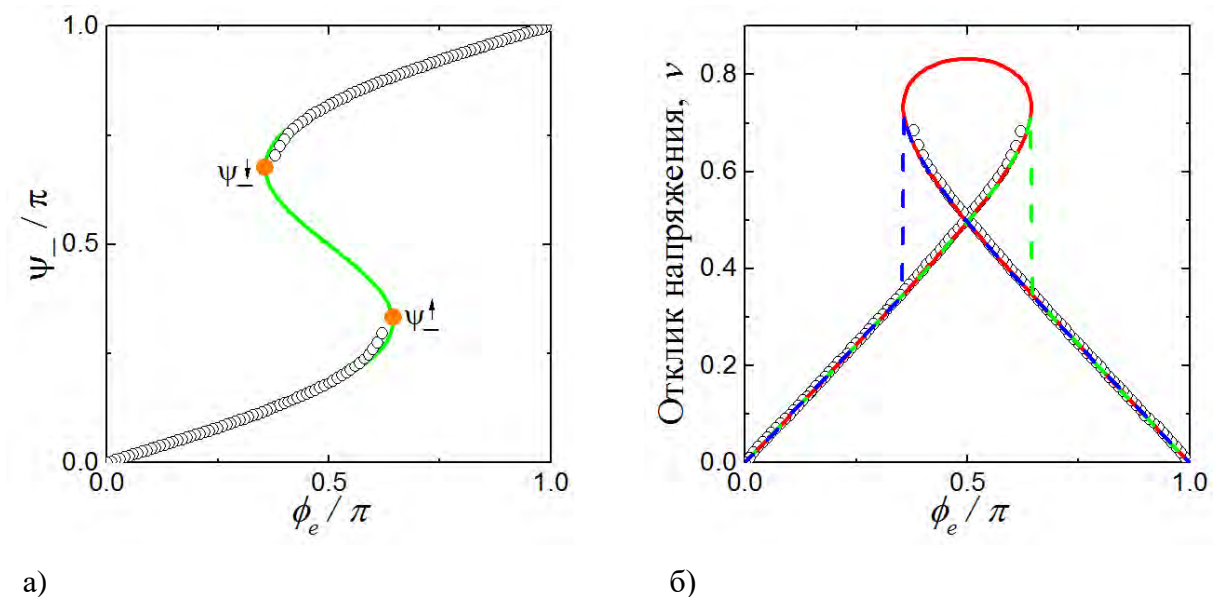 1.0
0.5
0.0
ψ_ / π
ψ_↓
ψ_↑
0.0 0.5 1.0
ϕe / π
0.8
0.6
0.4
0.2
0.0
Отклик напряжения, v
0.0 0.5 1.0
ϕe / π
а) б)